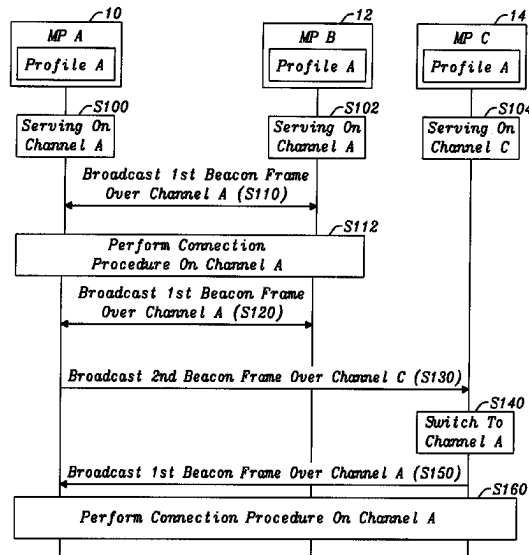 10
12
14
MP A
MP B
MP C
Profile A
Profile A
Profile A
S100
S102
S104
Serving On
Channel A
Serving On
Channel A
Serving On
Channel C
Broadcast 1st Beacon Frame
Over Channel A (S110)
S112
Perform Connection
Procedure On Channel A
Broadcast 1st Beacon Frame
Over Channel A (S120)
Broadcast 2nd Beacon Frame Over Channel C (S130)
S140
Switch To
Channel A
Broadcast 1st Beacon Frame Over Channel A (S150)
S160
Perform Connection Procedure On Channel A